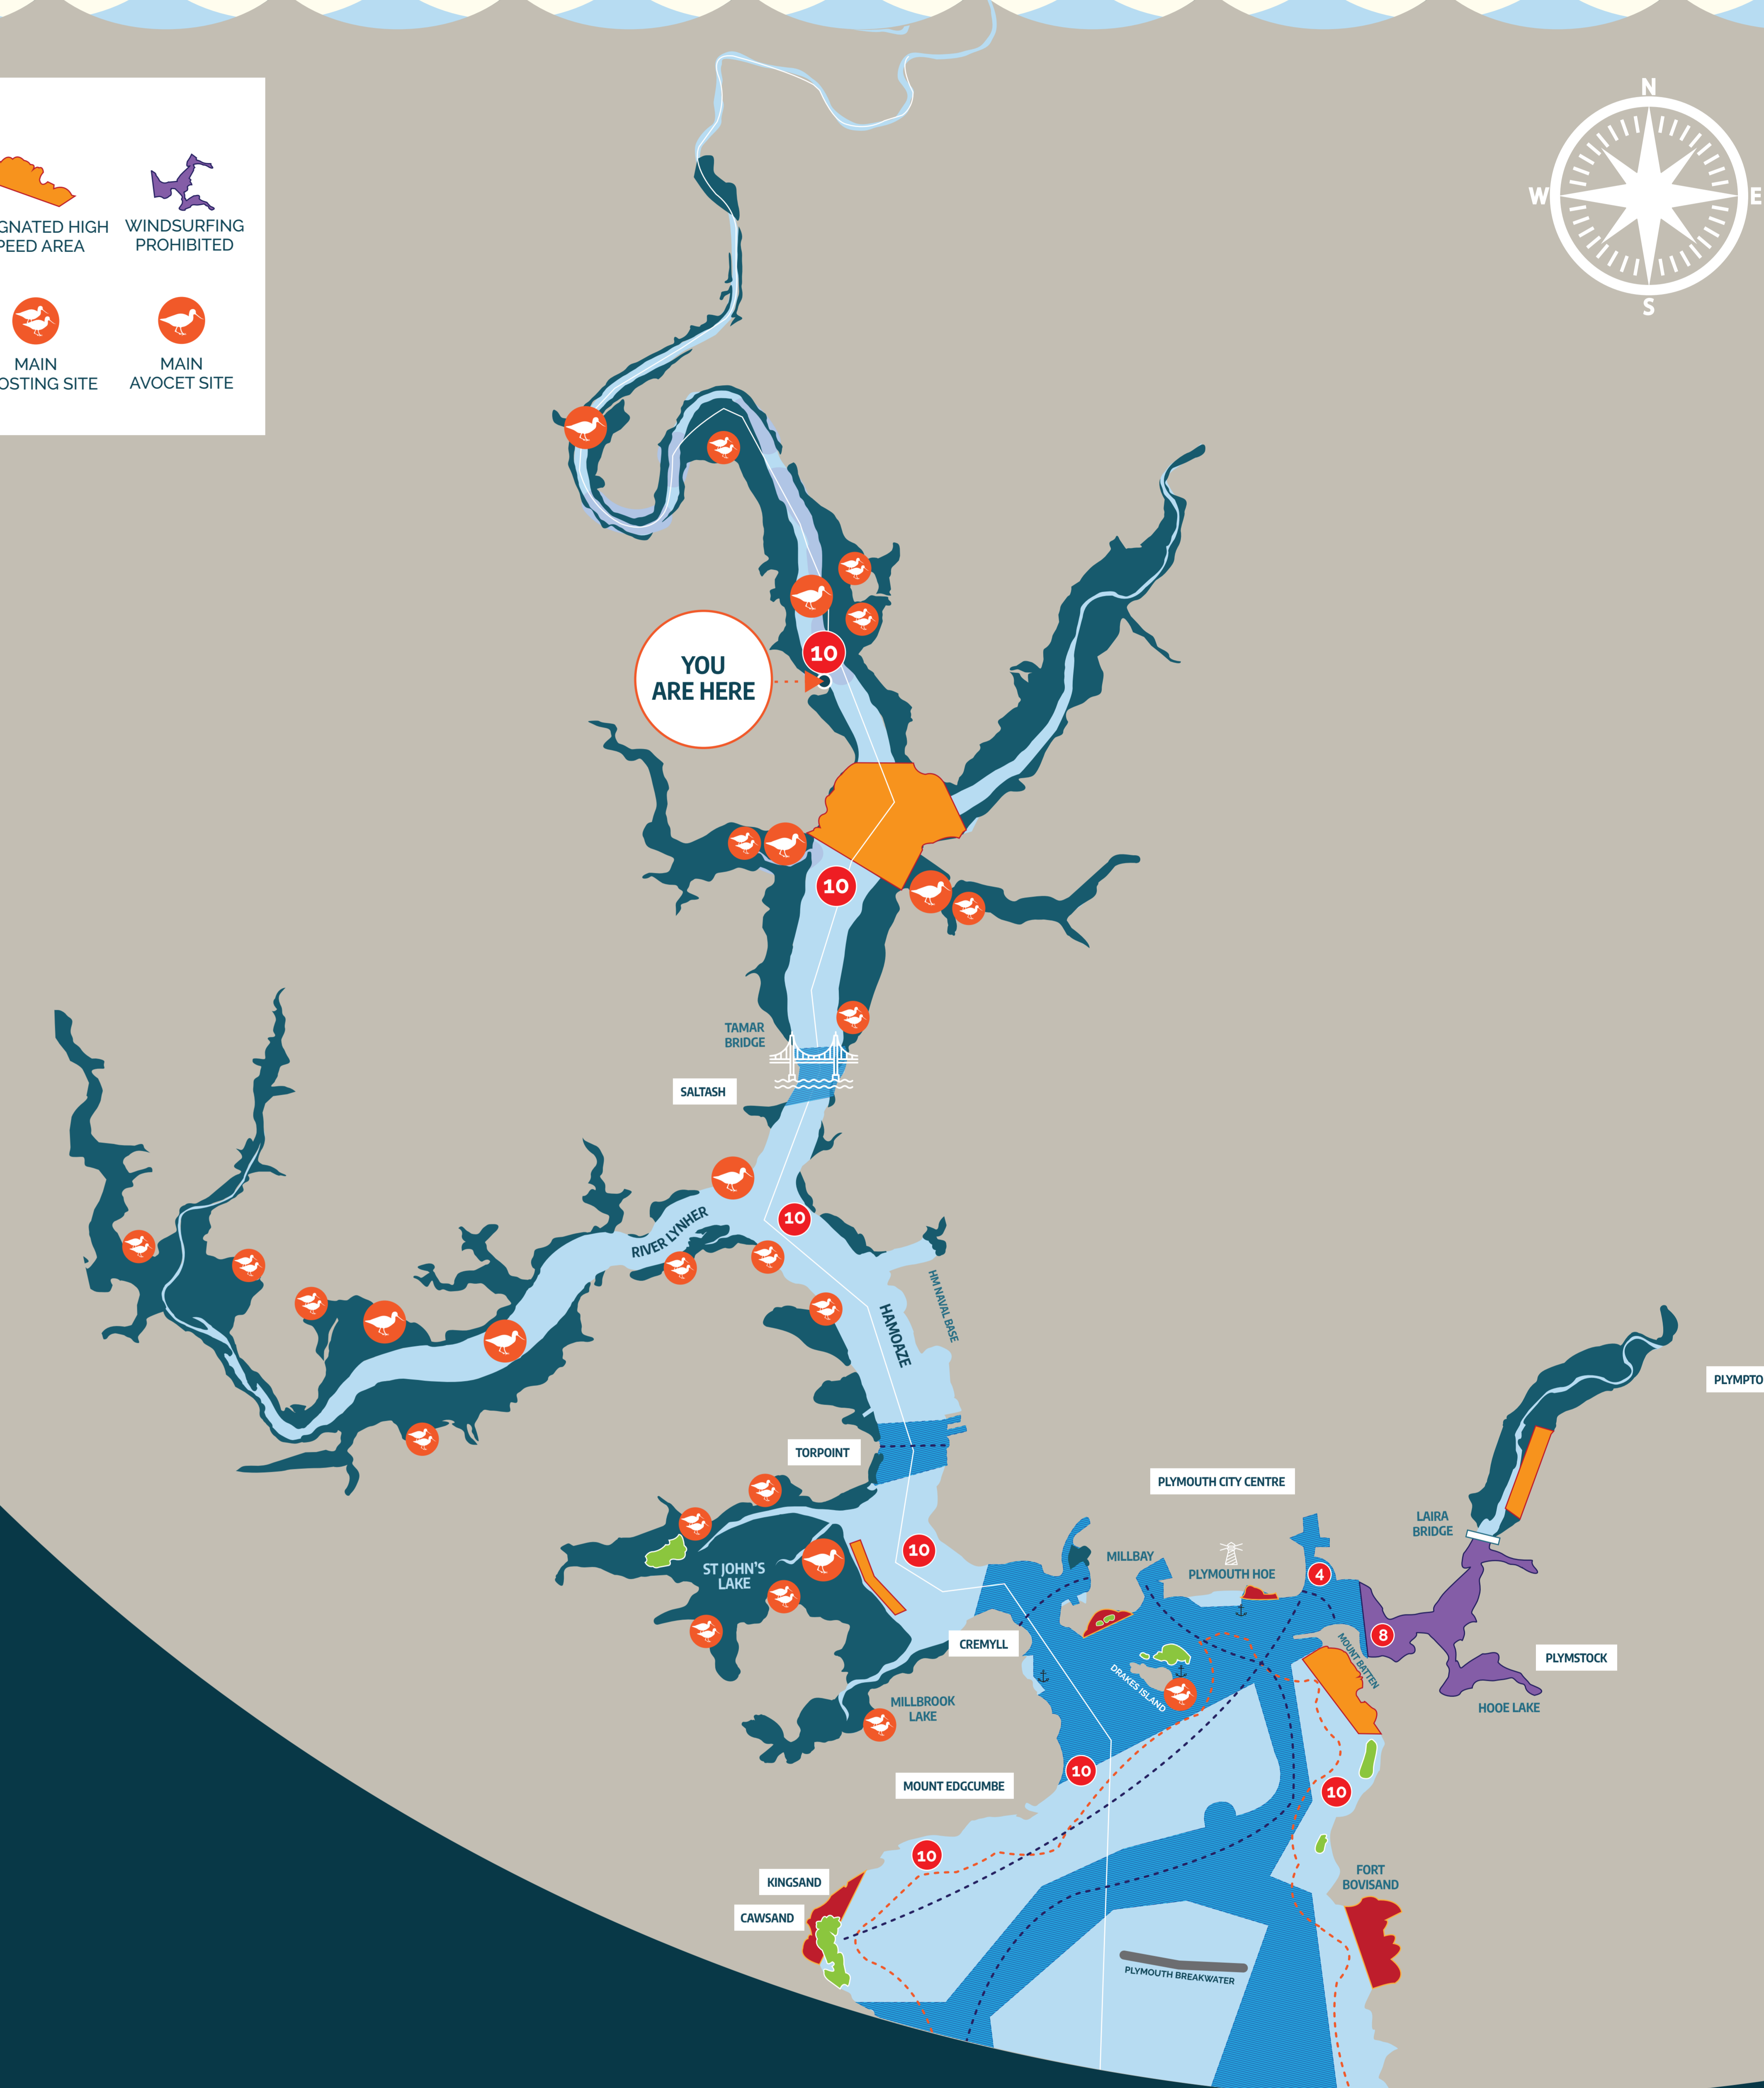 N
W
E
S
GNATED HIGH
PEED AREA
WINDSURFING
PROHIBITED
MAIN
OSTING SITE
MAIN
AVOCET SITE
10
YOU
ARE HERE
10
TAMAR
BRIDGE
SALTASH
RIVER LYNHER
10
HM NAVAL BASE
HAMOAZE
PLYMPTO
TORPOINT
PLYMOUTH CITY CENTRE
LAIRA
BRIDGE
10
MILLBAY
PLYMOUTH HOE
4
ST JOHN'S
LAKE
CREMYLL
8
MOUNT BATTEN
PLYMSTOCK
DRAKES ISLAND
HOOE LAKE
MILLBROOK
LAKE
10
MOUNT EDGCUMBE
10
10
KINGSAND
FORT
BOVISAND
CAWSAND
PLYMOUTH BREAKWATER